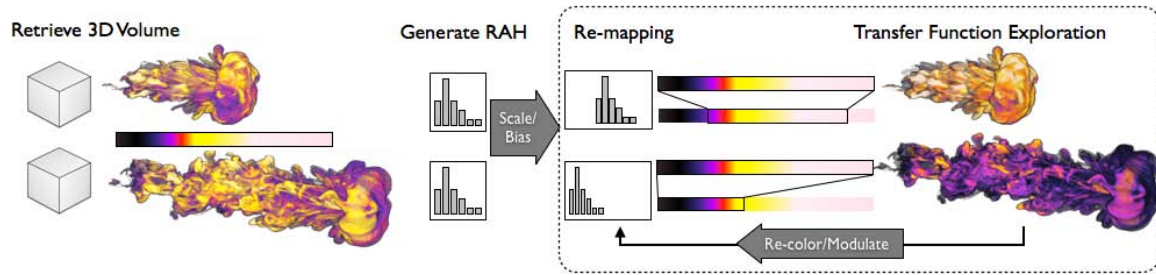 Retrieve 3D Volume
Generate RAH
Re-mapping
Transfer Function Exploration
Scale/
Bias
Re-color/Modulate